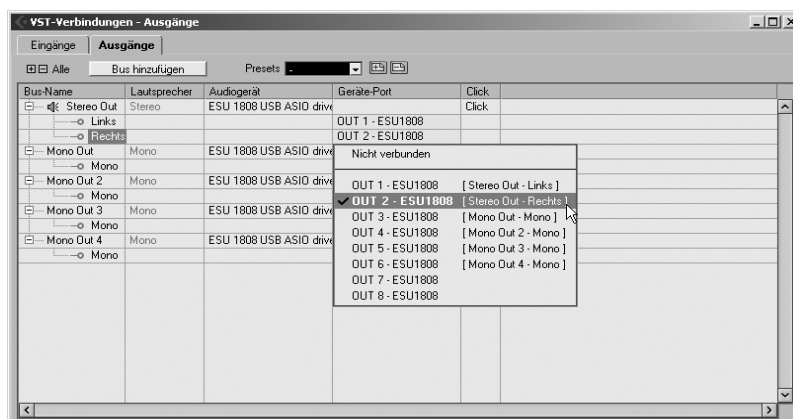 VST-Verbindungen - Ausgänge
Eingänge Ausgänge
Alle Bus hinzufügen Presets -
Bus-Name Lautsprecher Audiogerät Geräte-Port Click
Stereo Out Stereo ESU 1808 USB ASIO drive Click
Links OUT 1 - ESU1808
Rechts OUT 2 - ESU1808
Mono Out Mono ESU 1808 USB ASIO drive
Mono
Mono Out 2 Mono ESU 1808 USB ASIO drive
Mono
Mono Out 3 Mono ESU 1808 USB ASIO drive
Mono
Mono Out 4 Mono ESU 1808 USB ASIO drive
Mono
Nicht verbunden
OUT 1 - ESU1808 [ Stereo Out - Links ]
OUT 2 - ESU1808 [ Stereo Out - Rechts ]
OUT 3 - ESU1808 [ Mono Out - Mono ]
OUT 4 - ESU1808 [ Mono Out 2 - Mono ]
OUT 5 - ESU1808 [ Mono Out 3 - Mono ]
OUT 6 - ESU1808 [ Mono Out 4 - Mono ]
OUT 7 - ESU1808
OUT 8 - ESU1808